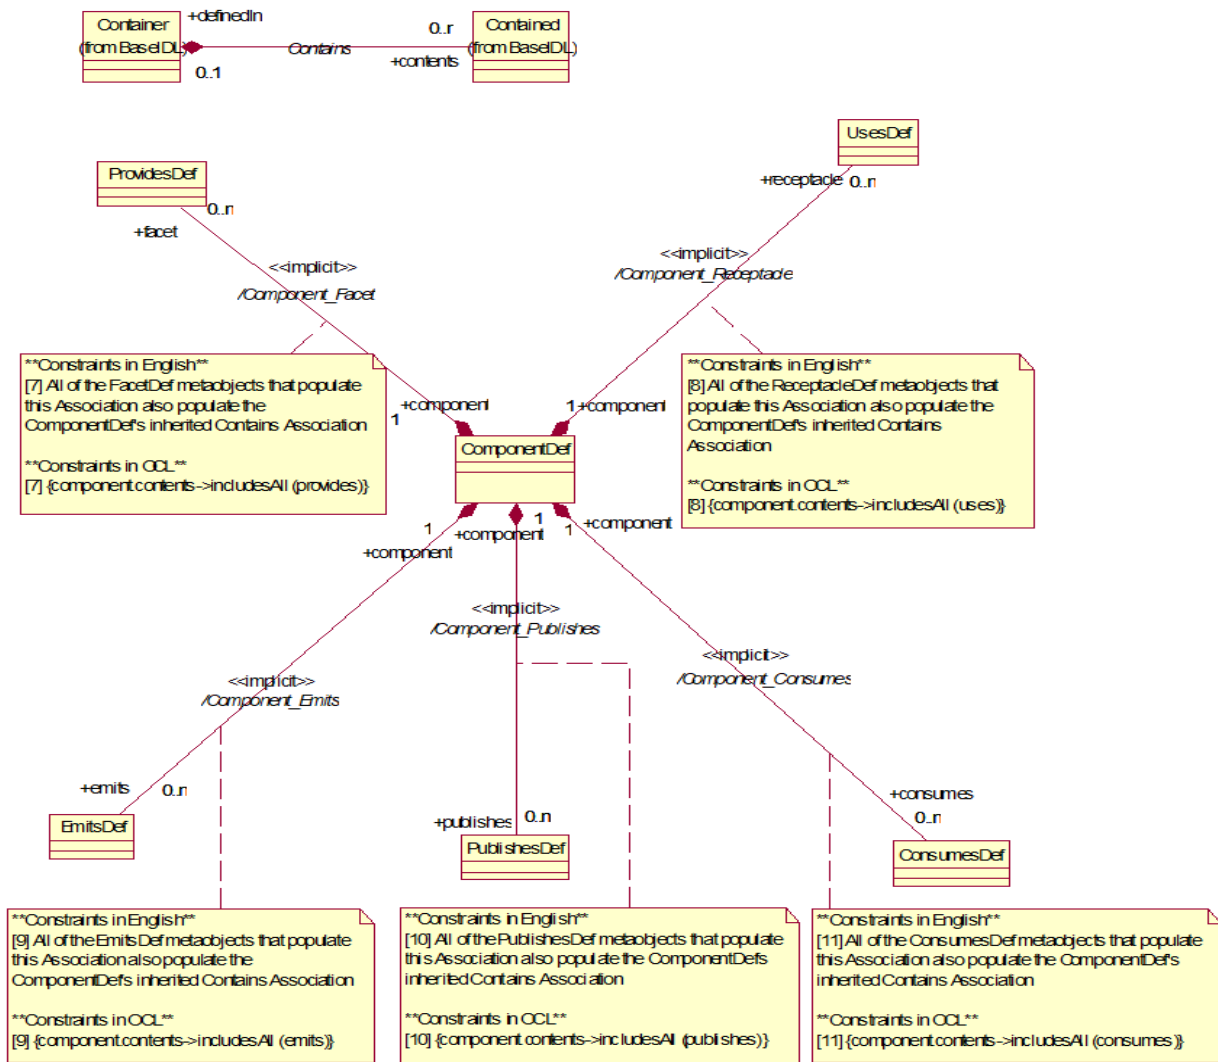 Container
(from BaseIDL)
+definedIn
0..1
Contains
0..r
+contents
Contained
(from BaseIDL)
UsesDef
+receptacle
0..n
ProvidesDef
0..n
+facet
<<implicit>>
/Component_Facet
<<implicit>>
/Component_Receptacle
**Constraints in English**
[7] All of the FacetDef metaobjects that populate
this Association also populate the
ComponentDef's inherited Contains Association
**Constraints in OCL**
[7] {component.contents->includesAll (provides)}
+component
1
1
+component
**Constraints in English**
[8] All of the ReceptacleDef metaobjects that
populate this Association also populate the
ComponentDef's inherited Contains
Association
**Constraints in OCL**
[8] {component.contents->includesAll (uses)}
ComponentDef
1
+component
1
+component
1
+component
<<implicit>>
/Component_Publishes
<<implicit>>
/Component_Consumes
<<implicit>>
/Component_Emits
+emits
0..n
EmitsDef
+publishes
0..n
PublishesDef
+consumes
0..n
ConsumesDef
**Constraints in English**
[9] All of the EmitsDef metaobjects that populate
this Association also populate the
ComponentDef's inherited Contains Association
**Constraints in OCL**
[9] {component.contents->includesAll (emits)}
**Constraints in English**
[10] All of the PublishesDef metaobjects that populate
this Association also populate the ComponentDef's
inherited Contains Association
**Constraints in OCL**
[10] {component.contents->includesAll (publishes)}
**Constraints in English**
[11] All of the ConsumesDef metaobjects that populate
this Association also populate the ComponentDef's
inherited Contains Association
**Constraints in OCL**
[11] {component.contents->includesAll (consumes)}